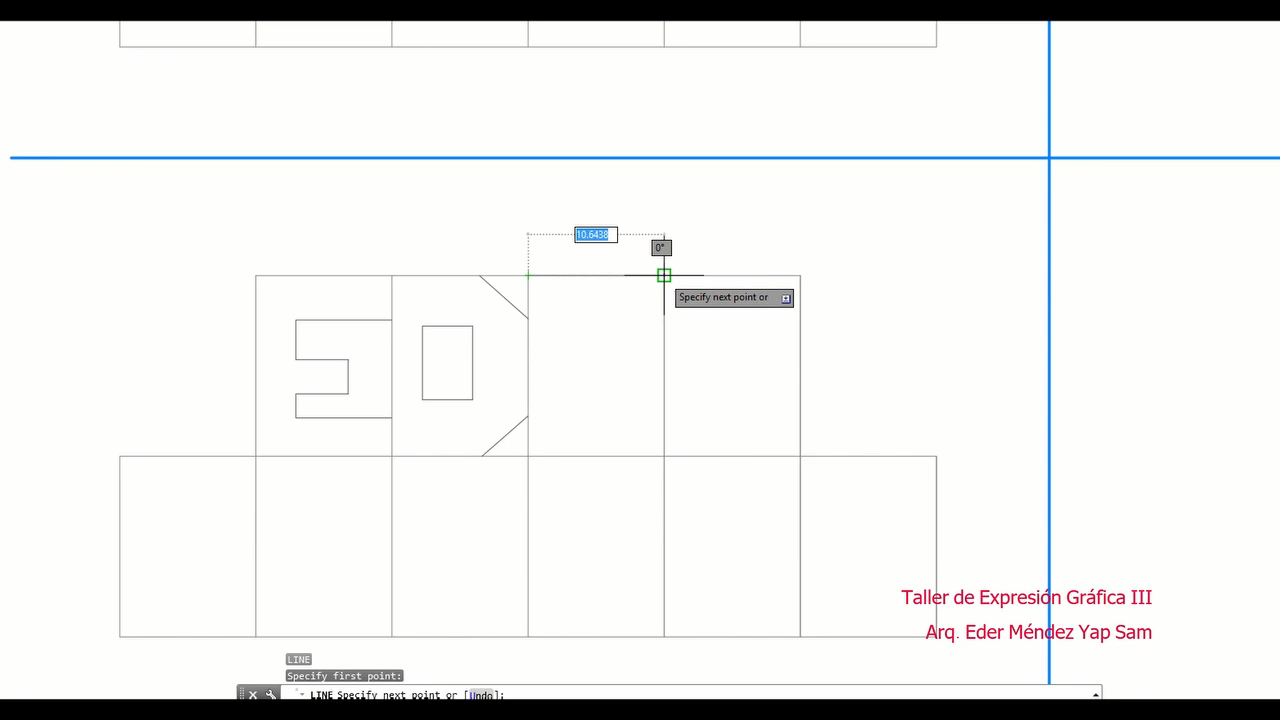 10.6438
0°
Specify next point or
ED
Taller de Expresión Gráfica III
Arq. Eder Méndez Yap Sam
LINE
Specify first point:
LINE Specify next point or [Undo]: